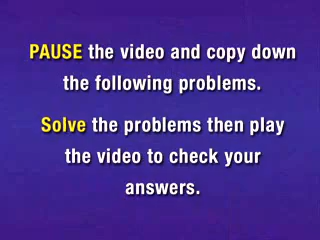 PAUSE the video and copy down
the following problems.
Solve the problems then play
the video to check your
answers.